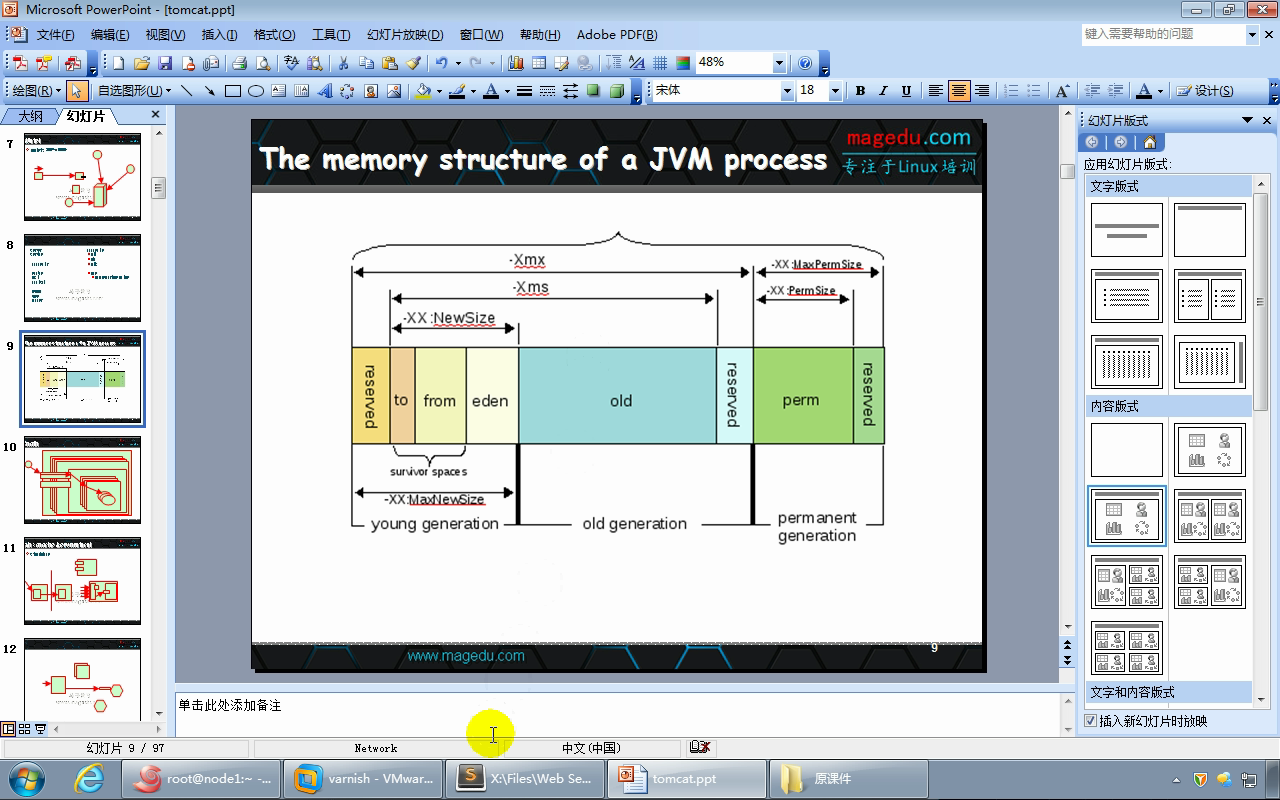 Microsoft PowerPoint - [tomcat.ppt]
文件(F) 编辑(E) 视图(V) 插入(I) 格式(O) 工具(T) 幻灯片放映(D) 窗口(W) 帮助(H) Adobe PDF(B) 键入需要帮助的问题
48%
绘图(R) 自选图形(U) 宋体 18 B I U A 设计(S)
大纲 幻灯片
幻灯片版式
应用幻灯片版式:
文字版式
内容版式
文字和内容版式
插入新幻灯片时放映
7
8
9
10
11
12
The memory structure of a JVM process
magedu.com
专注于Linux培训
-Xmx
-XX:MaxPermSize
-Xms
-XX:PermSize
-XX:NewSize
reserved
to
from
eden
old
reserved
perm
reserved
survivor spaces
-XX:MaxNewSize
young generation
old generation
permanent
generation
www.magedu.com
9
单击此处添加备注
幻灯片 9 / 97 Network 中文(中国)
root@node1:~ -... varnish - VMwar... X:\Files\Web Se... tomcat.ppt 原课件